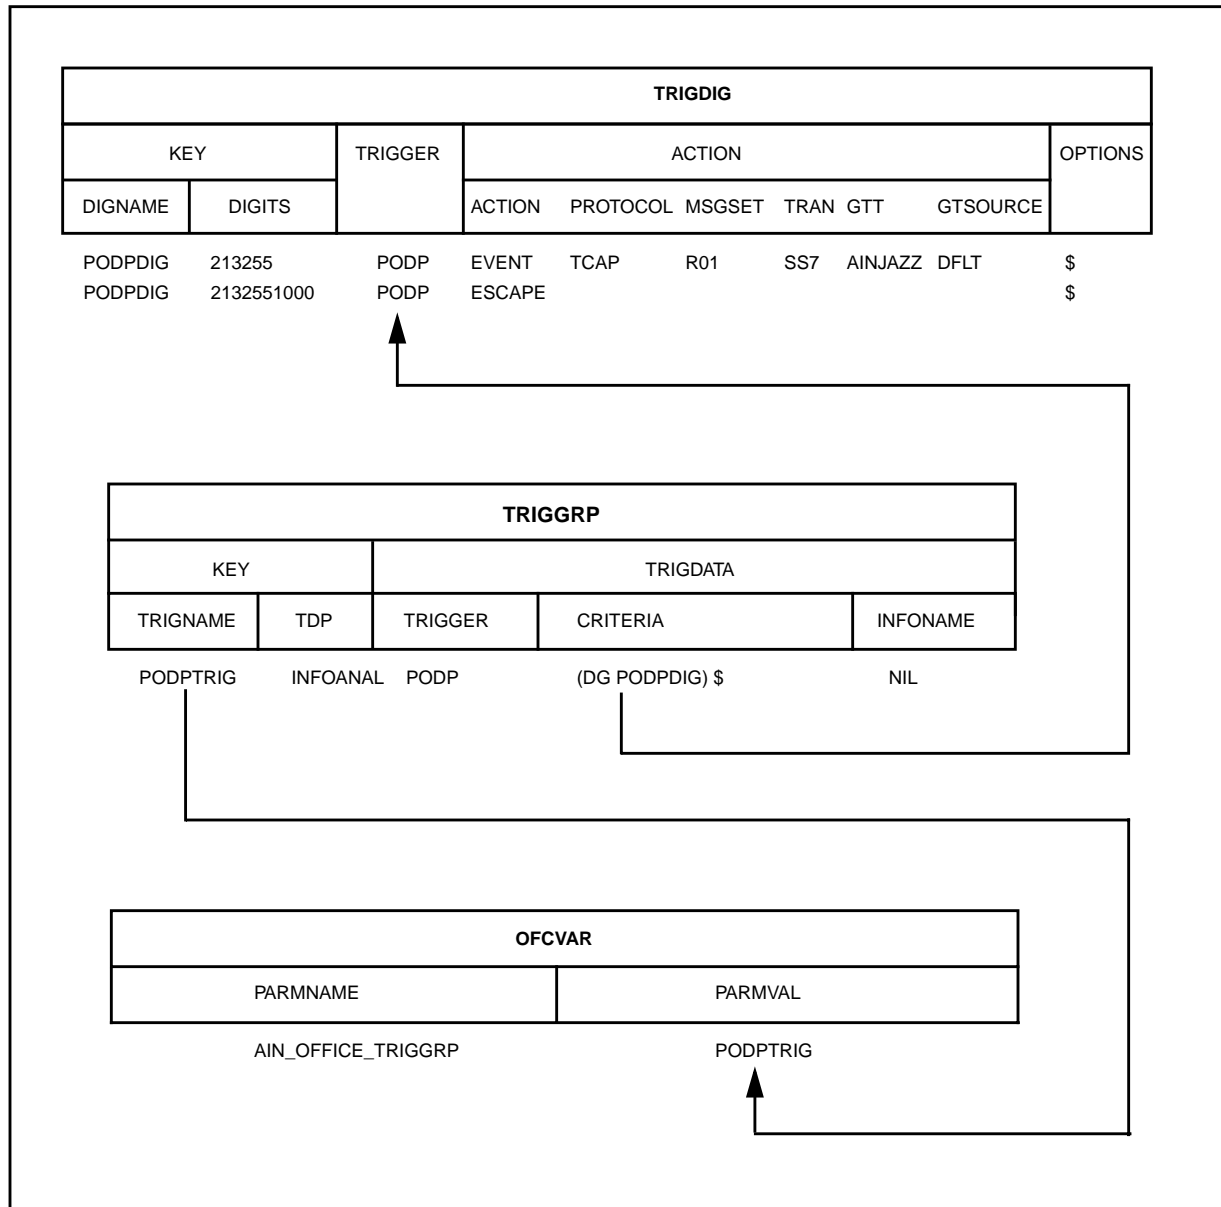 TRIGDIG
KEY TRIGGER ACTION OPTIONS
DIGNAME DIGITS ACTION PROTOCOL MSGSET TRAN GTT GTSOURCE
PODPDIG 213255 PODP EVENT TCAP R01 SS7 AINJAZZ DFLT $
PODPDIG 2132551000 PODP ESCAPE $
TRIGGRP
KEY TRIGDATA
TRIGNAME TDP TRIGGER CRITERIA INFONAME
PODPTRIG INFOANAL PODP (DG PODPDIG) $ NIL
OFCVAR
PARMNAME PARMVAL
AIN_OFFICE_TRIGGRP PODPTRIG